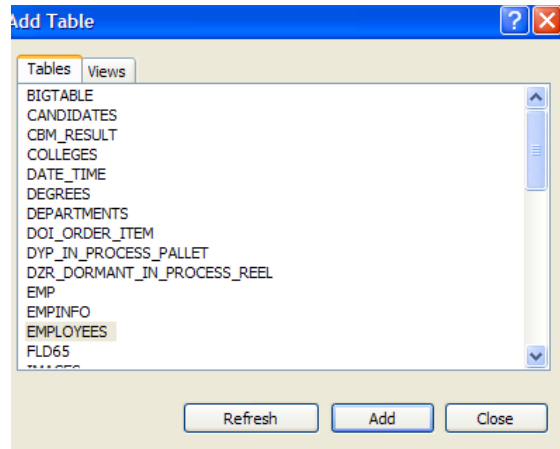 Add Table
Tables Views
BIGTABLE
CANDIDATES
CBM_RESULT
COLLEGES
DATE_TIME
DEGREES
DEPARTMENTS
DOI_ORDER_ITEM
DYP_IN_PROCESS_PALLET
DZR_DORMANT_IN_PROCESS_REEL
EMP
EMPINFO
EMPLOYEES
FLD65
Refresh Add Close